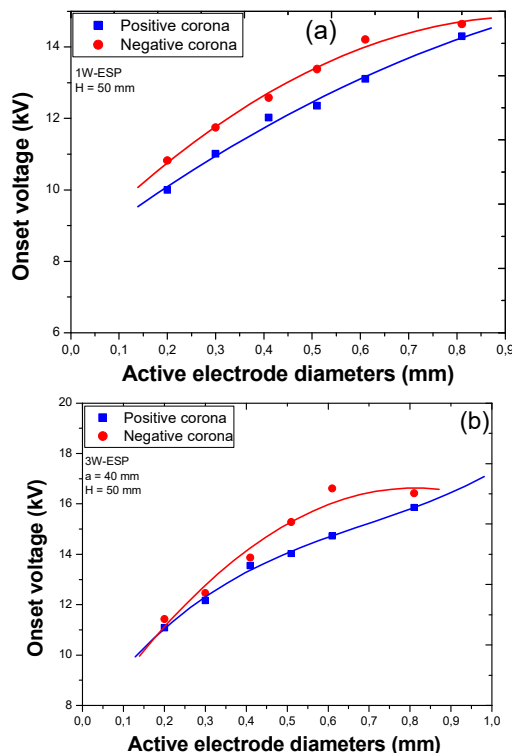 (a)
Positive corona
Negative corona
1W-ESP
H = 50 mm
Onset voltage (kV)
14
12
10
8
6
0,0 0,1 0,2 0,3 0,4 0,5 0,6 0,7 0,8 0,9
Active electrode diameters (mm)
(b)
Positive corona
Negative corona
3W-ESP
a = 40 mm
H = 50 mm
Onset voltage (kV)
20
18
16
14
12
10
8
0,0 0,1 0,2 0,3 0,4 0,5 0,6 0,7 0,8 0,9 1,0
Active electrode diameters (mm)